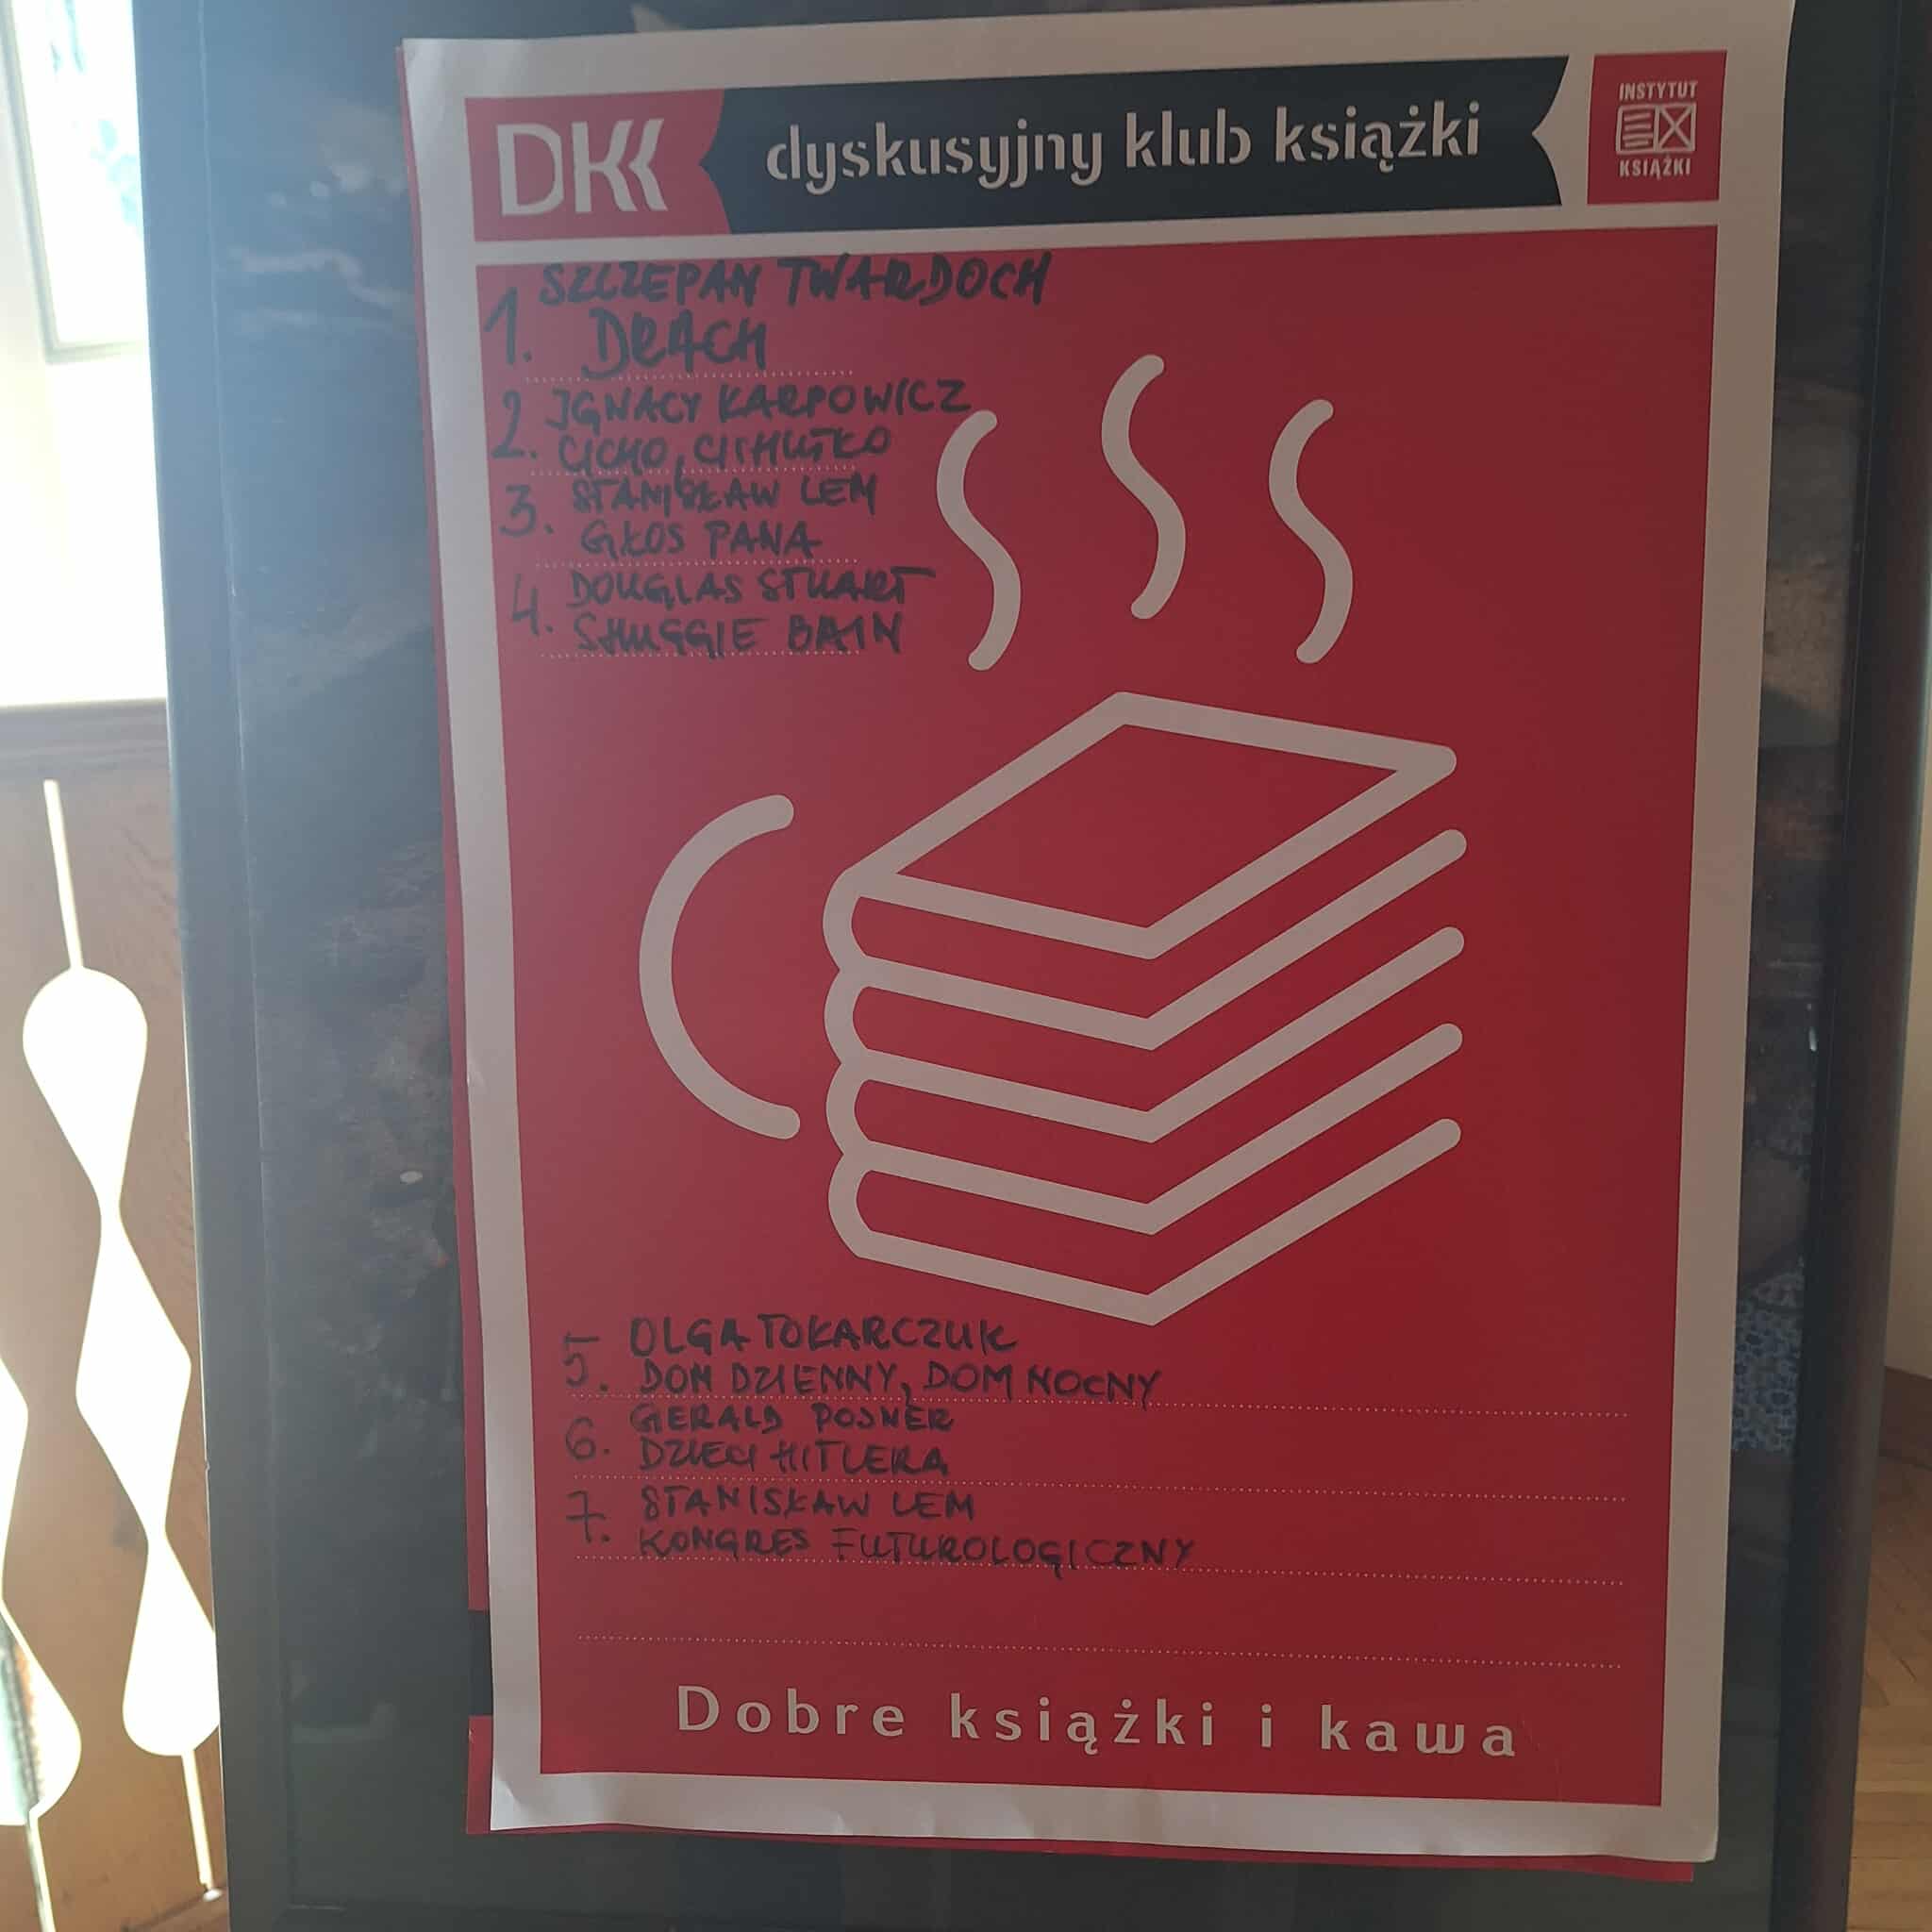 DKK
dyskusyjny klub książki
INSTYTUT
KSIĄŻKI
SZCZEPAN TWARDOCH
1. DRACH
2. IGNACY KARPOWICZ
CICHO, CICHUTKO
3. STANISŁAW LEM
GŁOS PANA
4. DOUGLAS STUART
SHUGGIE BAIN
5. OLGA TOKARCZUK
DOM DZIENNY, DOM NOCNY
6. GERALD POSNER
DZIECI HITLERA
7. STANISŁAW LEM
KONGRES FUTUROLOGICZNY
Dobre książki i kawa